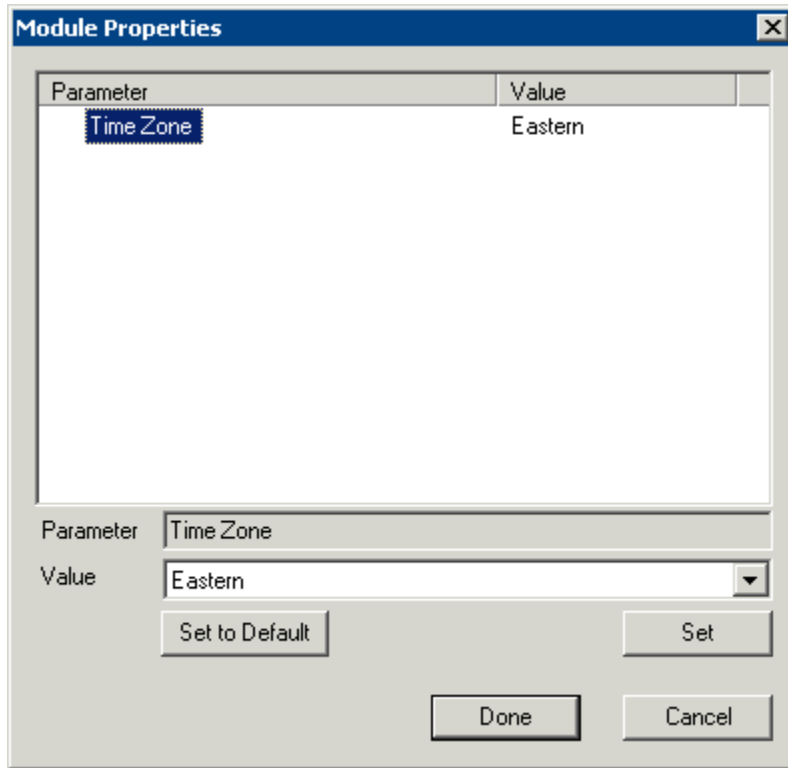 Module Properties
Parameter Value
Time Zone Eastern
Parameter Time Zone
Value Eastern
Set to Default Set
Done Cancel